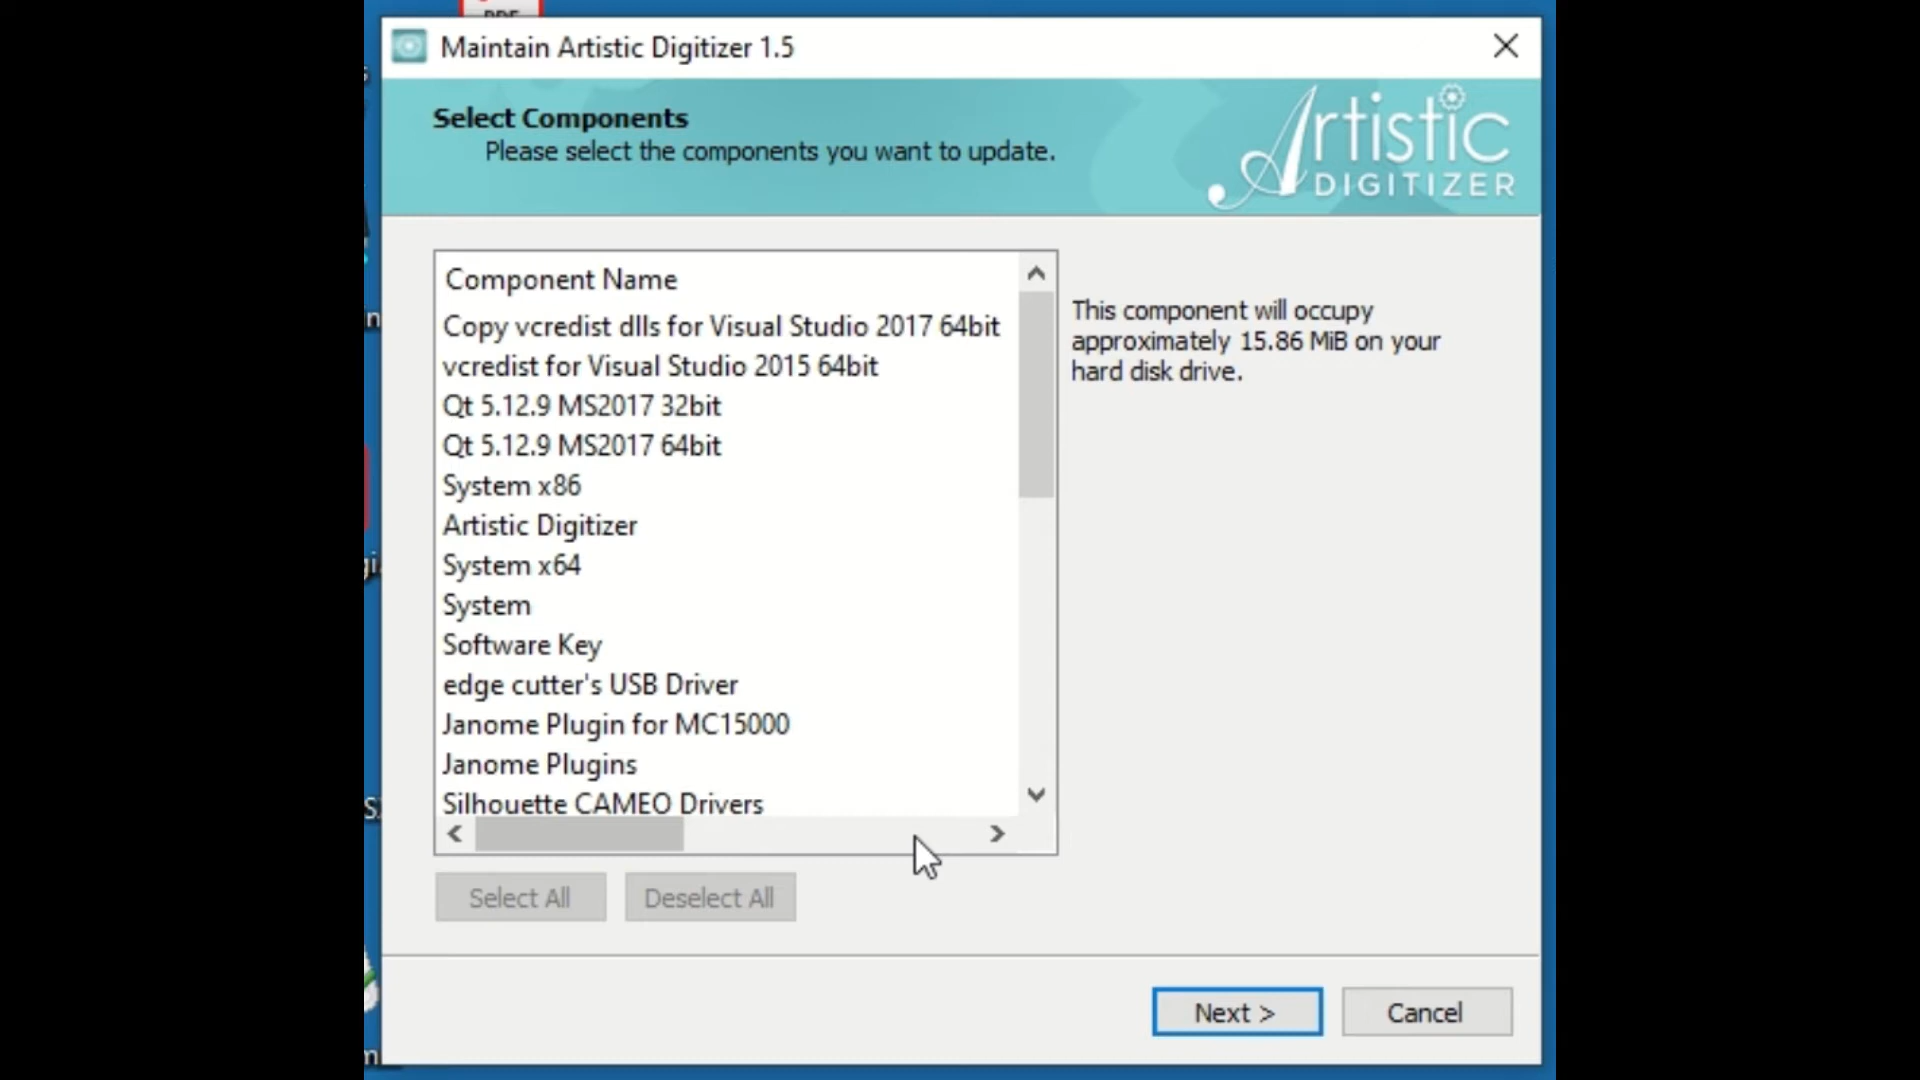 Maintain Artistic Digitizer 1.5
Select Components
Please select the components you want to update.
Artistic
DIGITIZER
Component Name
Copy vcredist dlls for Visual Studio 2017 64bit
vcredist for Visual Studio 2015 64bit
Qt 5.12.9 MS2017 32bit
Qt 5.12.9 MS2017 64bit
System x86
Artistic Digitizer
System x64
System
Software Key
edge cutter's USB Driver
Janome Plugin for MC15000
Janome Plugins
Silhouette CAMEO Drivers
This component will occupy
approximately 15.86 MiB on your
hard disk drive.
Select All
Deselect All
Next >
Cancel